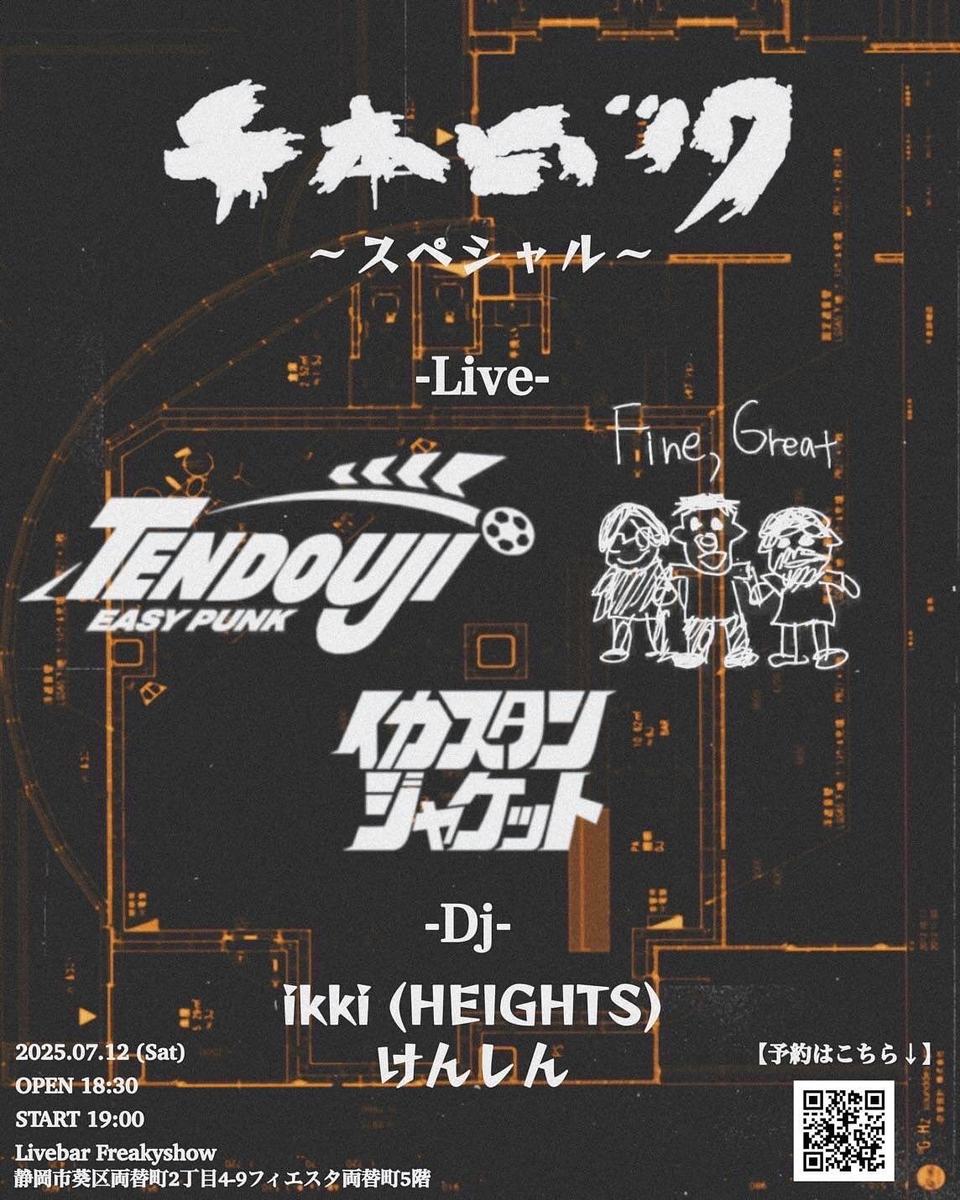 チホロック
～スペシャル～
-Live-
Fine, Great
TENDOUJI
EASY PUNK
イカスタン
ジャケット
-Dj-
ikki (HEIGHTS)
けんしん
2025.07.12 (Sat)
OPEN 18:30
START 19:00
Livebar Freakyshow
静岡市葵区両替町2丁目4-9フィエスタ両替町5階
【予約はこちら↓】